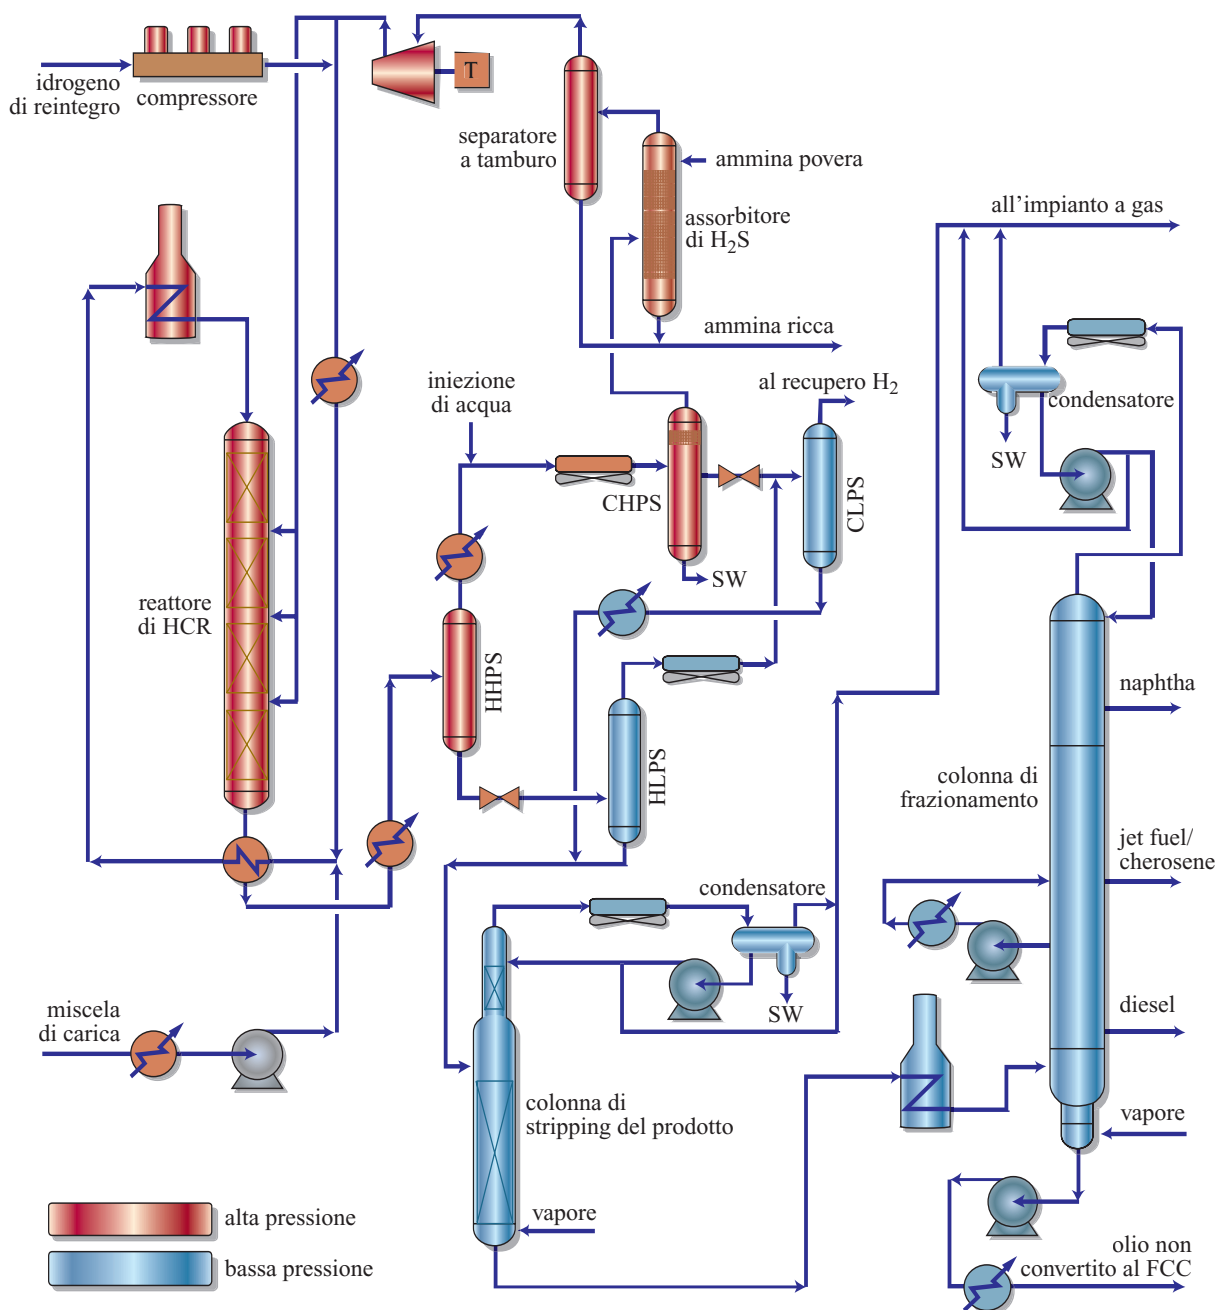 idrogeno
di reintegro
compressore
T
separatore
a tamburo
ammina povera
assorbitore
di H2S
all'impianto a gas
ammina ricca
iniezione
di acqua
al recupero H2
condensatore
SW
CHPS
CLPS
SW
reattore
di HCR
HHPS
HLPS
naphtha
colonna di
frazionamento
jet fuel/
cherosene
condensatore
miscela
di carica
SW
diesel
colonna di
stripping del prodotto
vapore
alta pressione
vapore
bassa pressione
olio non
convertito al FCC